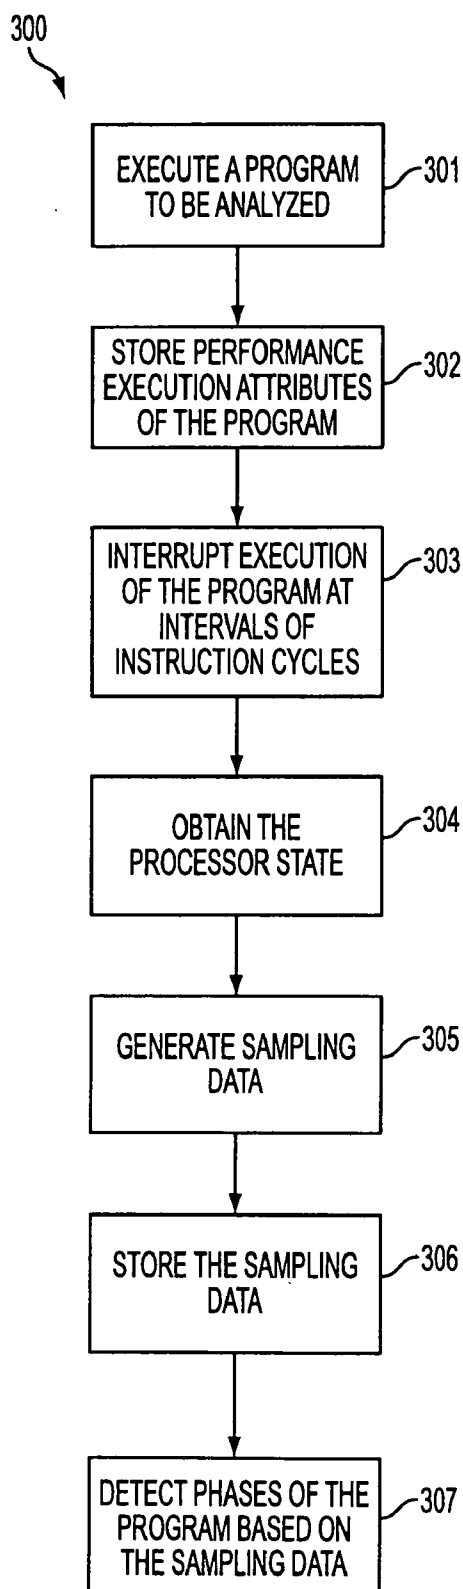 300
EXECUTE A PROGRAM
TO BE ANALYZED
301
STORE PERFORMANCE
EXECUTION ATTRIBUTES
OF THE PROGRAM
302
INTERRUPT EXECUTION
OF THE PROGRAM AT
INTERVALS OF
INSTRUCTION CYCLES
303
OBTAIN THE
PROCESSOR STATE
304
GENERATE SAMPLING
DATA
305
STORE THE SAMPLING
DATA
306
DETECT PHASES OF THE
PROGRAM BASED ON
THE SAMPLING DATA
307